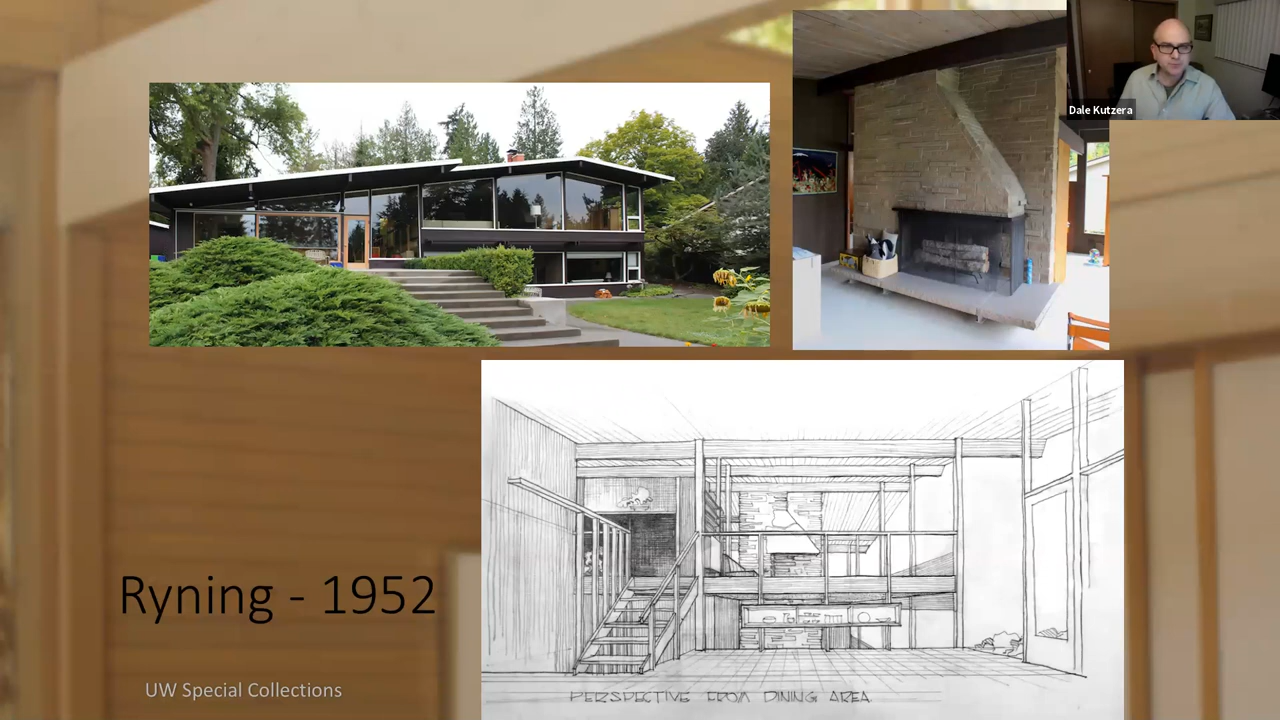 Dale Kutzera
Ryning - 1952
PERSPECTIVE FROM DINING AREA
UW Special Collections